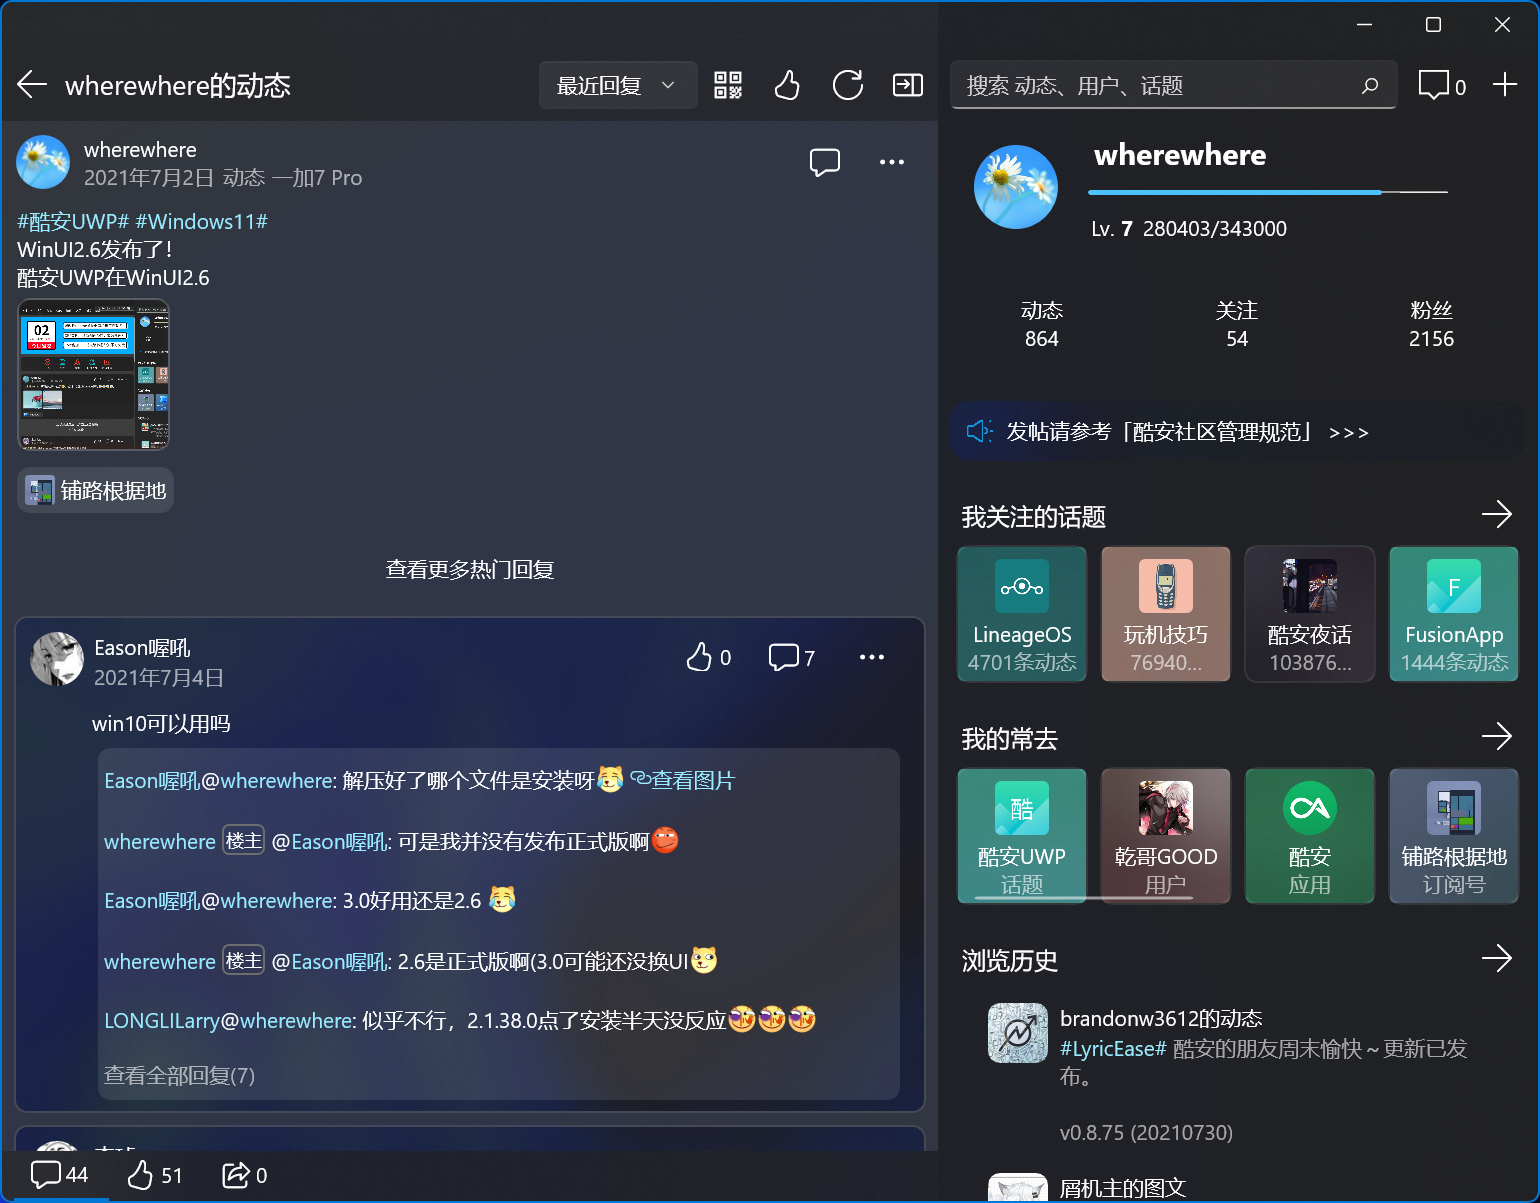 wherewhere的动态
最近回复
wherewhere
2021年7月2日 动态 一加7 Pro
#酷安UWP# #Windows11#
WinUI2.6发布了！
酷安UWP在WinUI2.6
02
铺路根据地
查看更多热门回复
Eason喔吼
2021年7月4日
0
7
win10可以用吗
Eason喔吼@wherewhere: 解压好了哪个文件是安装呀 查看图片
wherewhere 楼主 @Eason喔吼: 可是我并没有发布正式版啊
Eason喔吼@wherewhere: 3.0好用还是2.6
wherewhere 楼主 @Eason喔吼: 2.6是正式版啊(3.0可能还没换UI
LONGLILarry@wherewhere: 似乎不行，2.1.38.0点了安装半天没反应
查看全部回复(7)
44
51
0
搜索 动态、用户、话题
0
wherewhere
Lv. 7 280403/343000
动态
864
关注
54
粉丝
2156
发帖请参考「酷安社区管理规范」 >>>
我关注的话题
LineageOS
4701条动态
玩机技巧
76940...
酷安夜话
103876...
F
FusionApp
1444条动态
我的常去
酷
酷安UWP
话题
乾哥GOOD
用户
酷安
应用
铺路根据地
订阅号
浏览历史
brandonw3612的动态
#LyricEase# 酷安的朋友周末愉快～更新已发
布。
v0.8.75 (20210730)
屑机主的图文